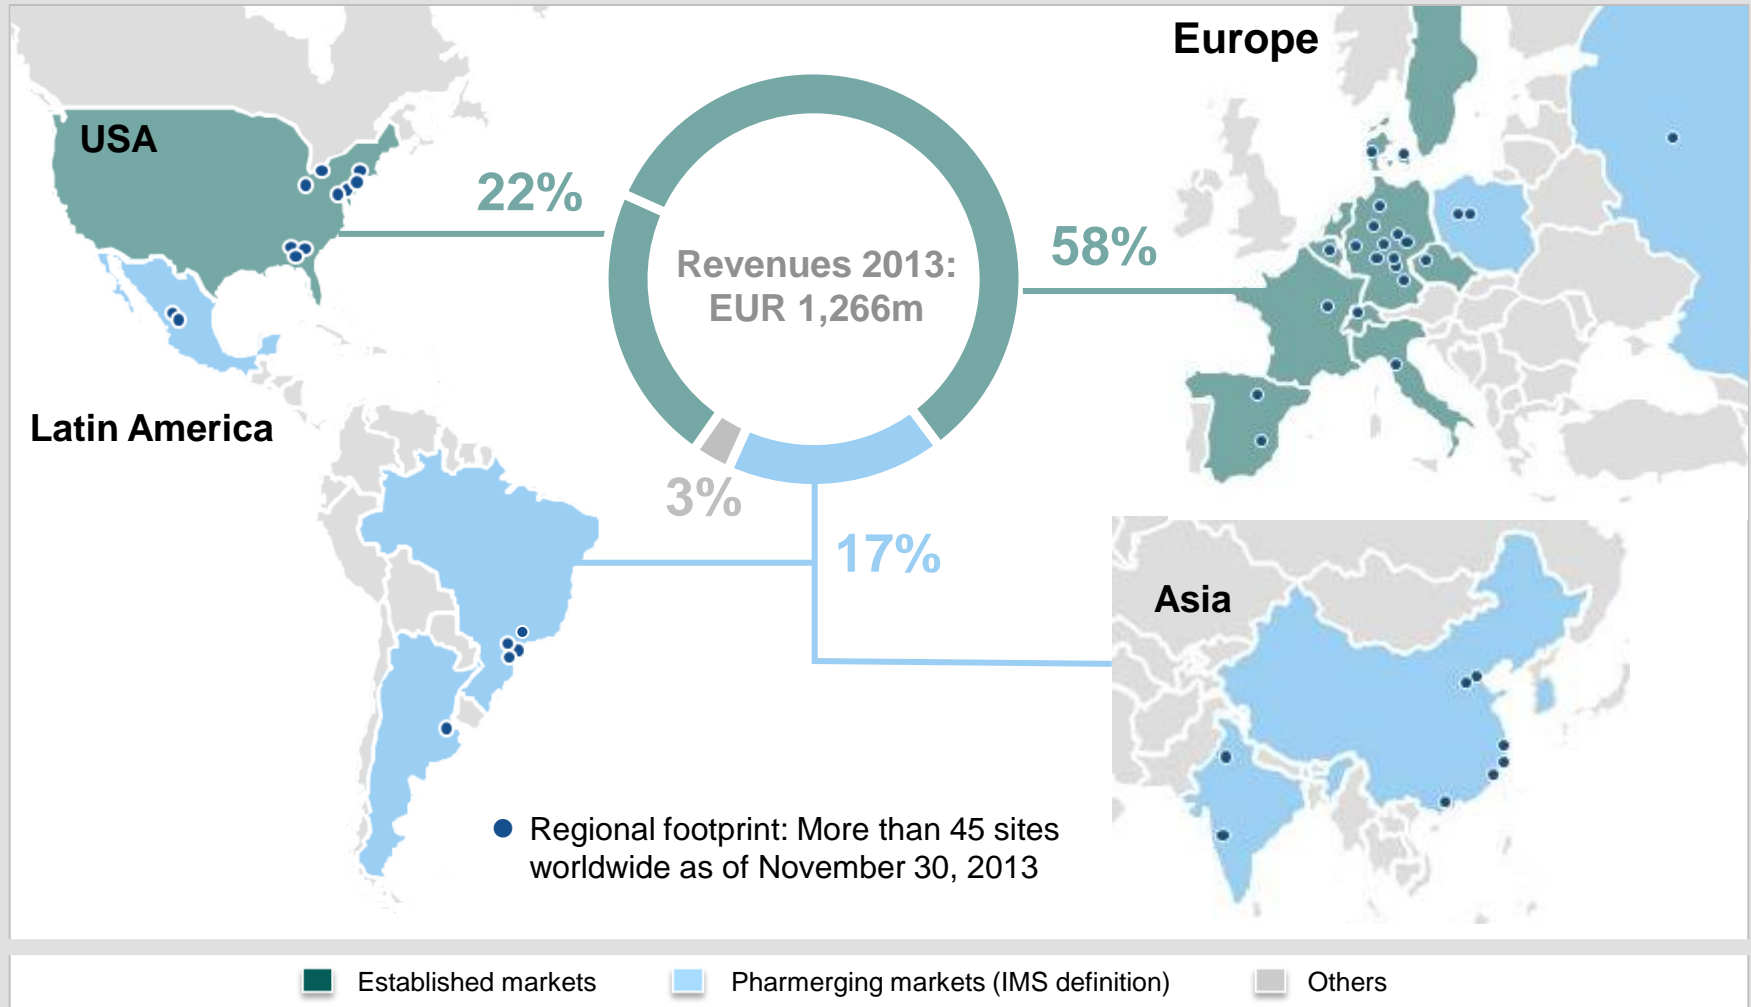 Europe
USA
22%
58%
Revenues 2013:
EUR 1,266m
Latin America
3%
17%
Asia
Regional footprint: More than 45 sites
worldwide as of November 30, 2013
Established markets
Pharmerging markets (IMS definition)
Others